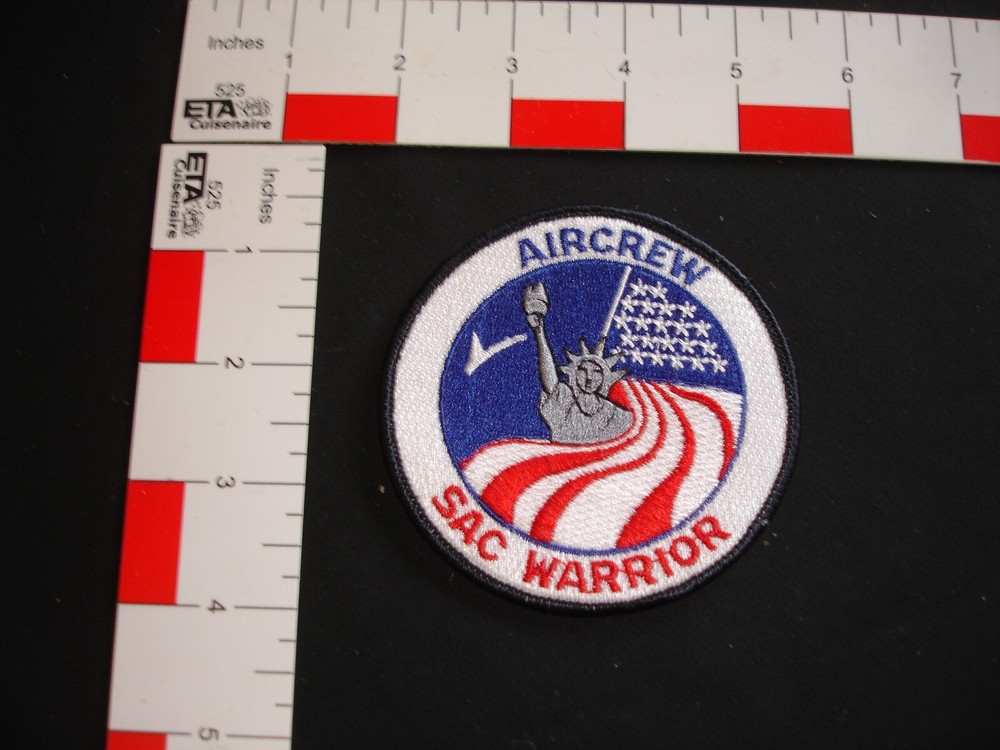 Inches
1 2 3 4 5 6 7
525
ETA
Cuisenaire
ETA
Cuisenaire
525
Inches
1
2
3
4
5
AIRCREW
SAC WARRIOR